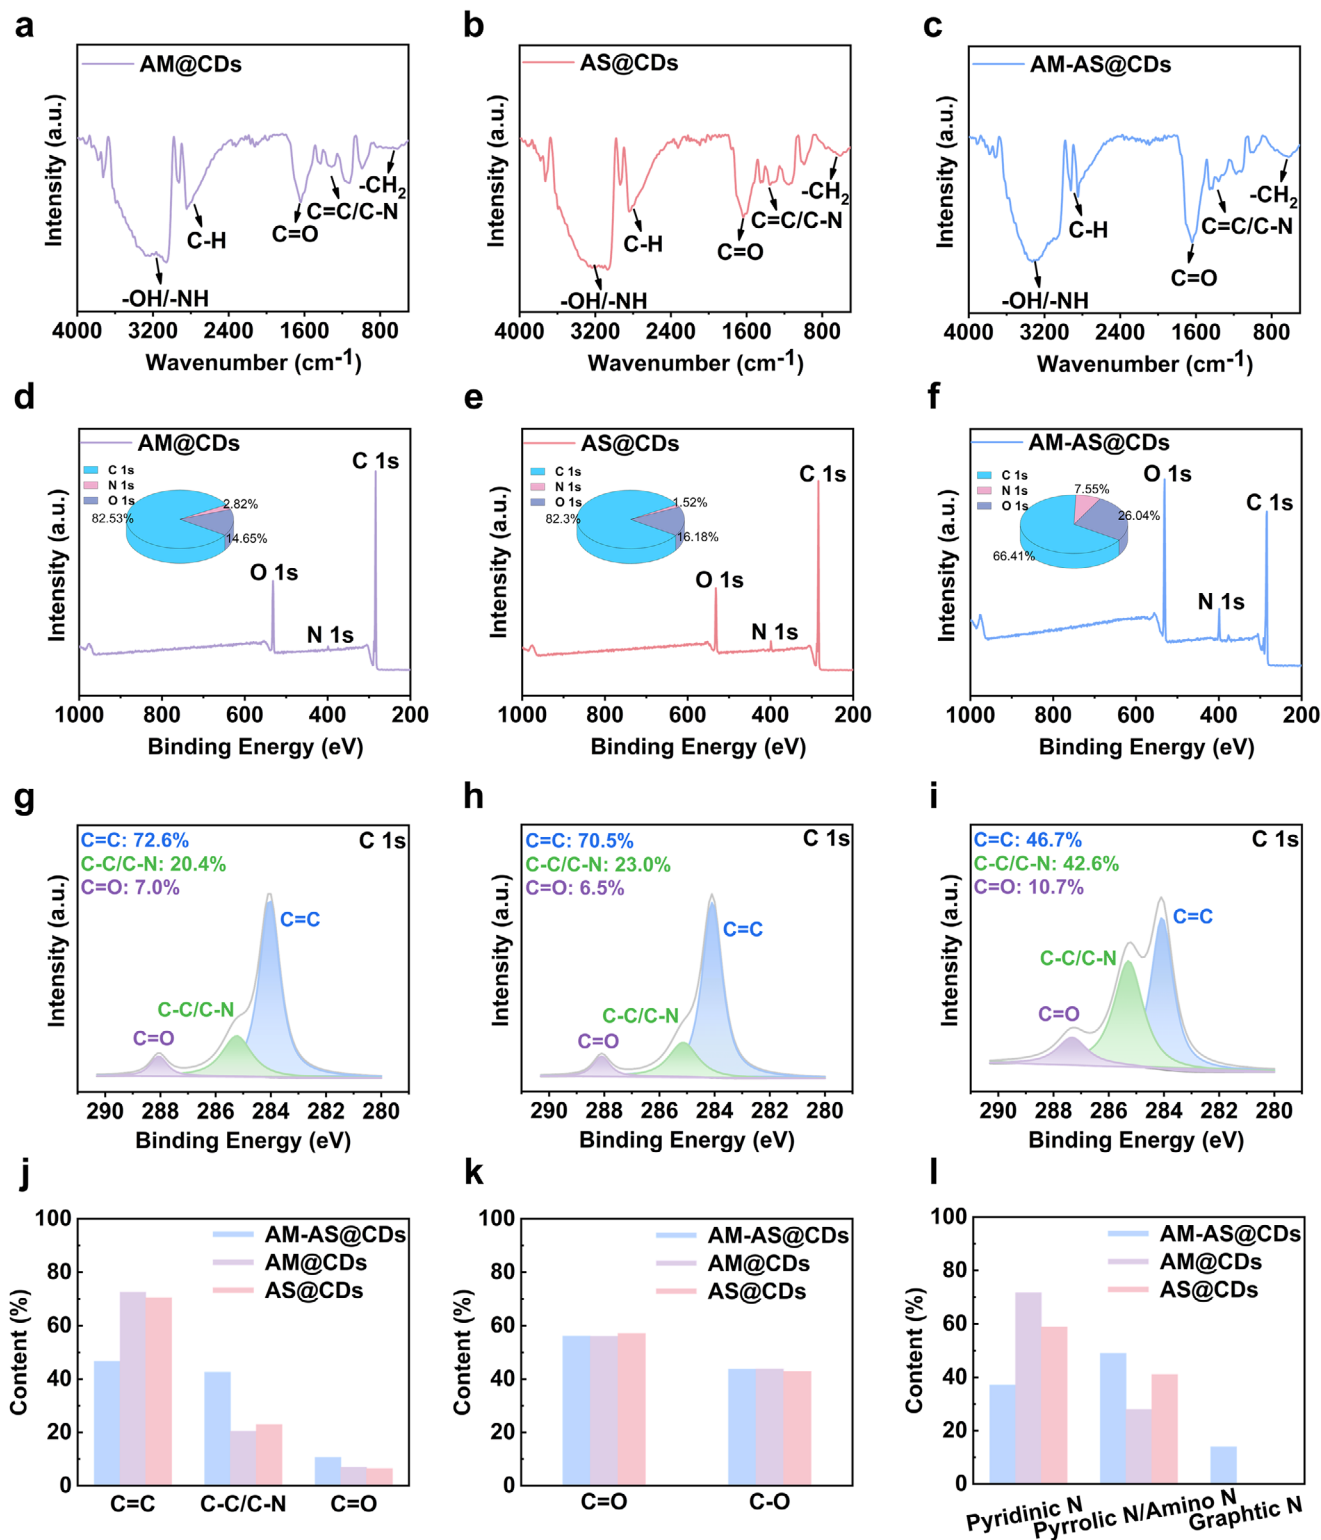 a
AM@CDs
Intensity (a.u.)
-CH2
C=C/C-N
C-H
C=O
-OH/-NH
4000 3200 2400 1600 800
Wavenumber (cm-1)
b
AS@CDs
Intensity (a.u.)
-CH2
C=C/C-N
C-H
C=O
-OH/-NH
4000 3200 2400 1600 800
Wavenumber (cm-1)
c
AM-AS@CDs
Intensity (a.u.)
-CH2
C=C/C-N
C-H
C=O
-OH/-NH
4000 3200 2400 1600 800
Wavenumber (cm-1)
d
AM@CDs
C 1s
N 1s
O 1s
2.82%
82.53%
14.65%
C 1s
O 1s
N 1s
Intensity (a.u.)
1000 800 600 400 200
Binding Energy (eV)
e
AS@CDs
C 1s
N 1s
O 1s
1.52%
82.3%
16.18%
C 1s
O 1s
N 1s
Intensity (a.u.)
1000 800 600 400 200
Binding Energy (eV)
f
AM-AS@CDs
C 1s
N 1s
O 1s
7.55%
26.04%
66.41%
O 1s
C 1s
N 1s
Intensity (a.u.)
1000 800 600 400 200
Binding Energy (eV)
g
C=C: 72.6%
C-C/C-N: 20.4%
C=O: 7.0%
C 1s
C=C
C-C/C-N
C=O
Intensity (a.u.)
290 288 286 284 282 280
Binding Energy (eV)
h
C=C: 70.5%
C-C/C-N: 23.0%
C=O: 6.5%
C 1s
C=C
C-C/C-N
C=O
Intensity (a.u.)
290 288 286 284 282 280
Binding Energy (eV)
i
C=C: 46.7%
C-C/C-N: 42.6%
C=O: 10.7%
C 1s
C=C
C-C/C-N
C=O
Intensity (a.u.)
290 288 286 284 282 280
Binding Energy (eV)
j
AM-AS@CDs
AM@CDs
AS@CDs
Content (%)
100
80
60
40
20
0
C=C C-C/C-N C=O
k
AM-AS@CDs
AM@CDs
AS@CDs
Content (%)
100
80
60
40
20
0
C=O C-O
l
AM-AS@CDs
AM@CDs
AS@CDs
Content (%)
100
80
60
40
20
0
Pyridinic N Pyrrolic N/Amino N Graphtic N